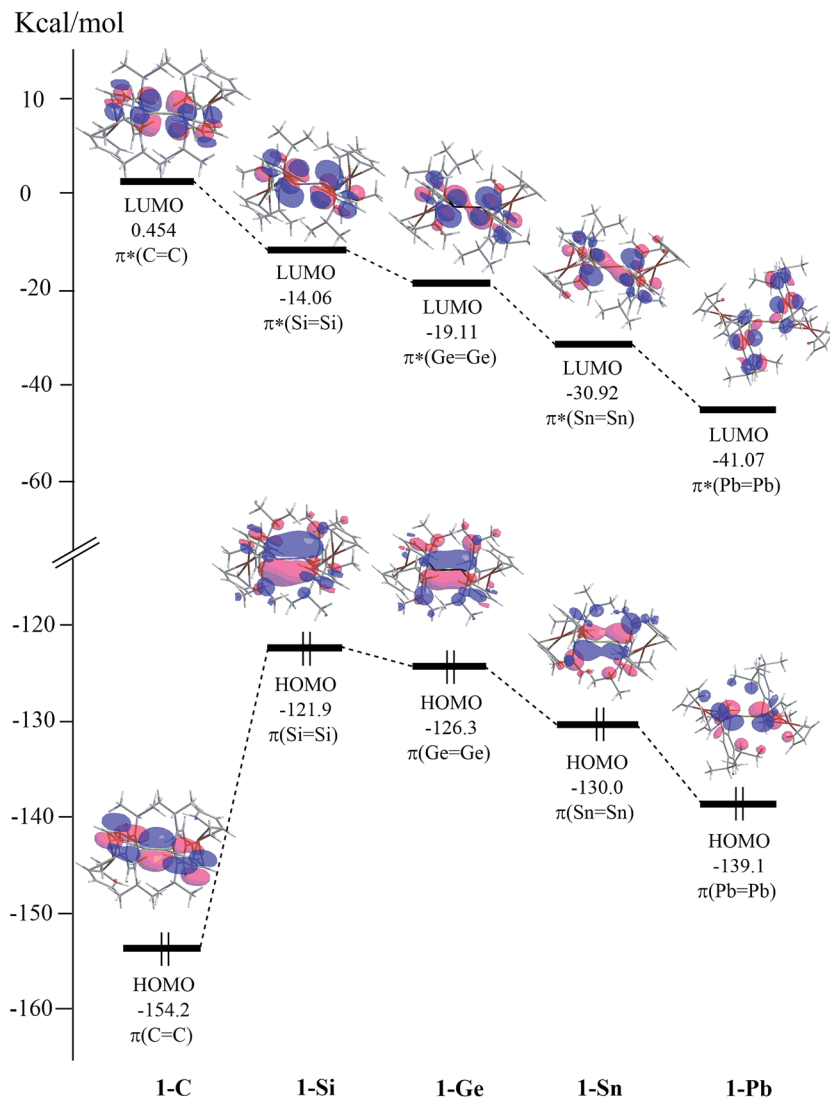 Kcal/mol
10
0
-20
-40
-60
-120
-130
-140
-150
-160
LUMO
0.454
π*(C=C)
LUMO
-14.06
π*(Si=Si)
LUMO
-19.11
π*(Ge=Ge)
LUMO
-30.92
π*(Sn=Sn)
LUMO
-41.07
π*(Pb=Pb)
HOMO
-154.2
π(C=C)
HOMO
-121.9
π(Si=Si)
HOMO
-126.3
π(Ge=Ge)
HOMO
-130.0
π(Sn=Sn)
HOMO
-139.1
π(Pb=Pb)
1-C 1-Si 1-Ge 1-Sn 1-Pb